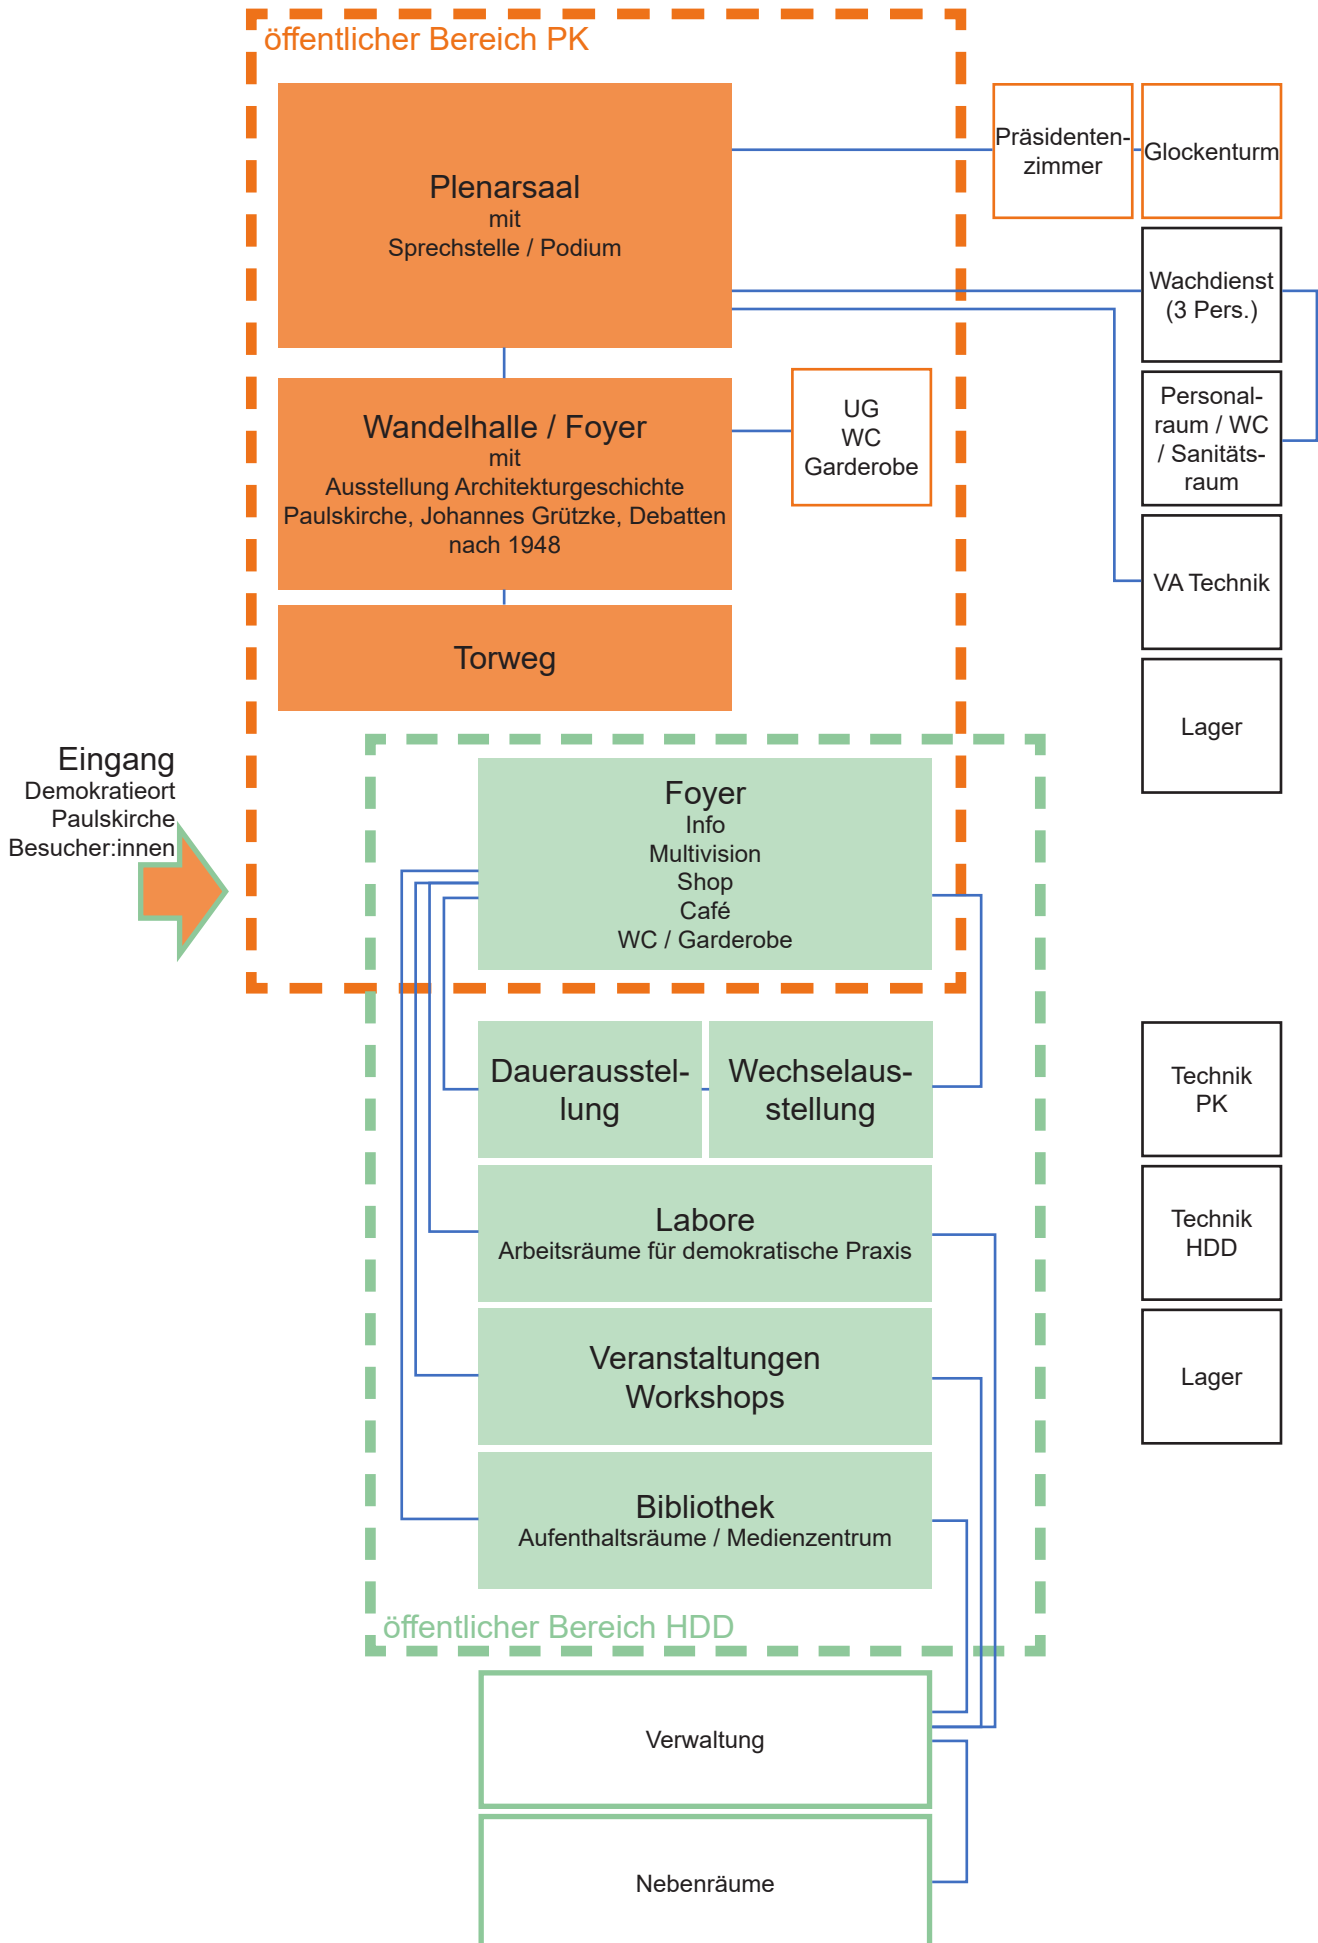 öffentlicher Bereich PK
Plenarsaal
mit
Sprechstelle / Podium
Präsidenten-
zimmer
Glockenturm
Wachdienst
(3 Pers.)
Wandelhalle / Foyer
mit
Ausstellung Architekturgeschichte
Paulskirche, Johannes Grützke, Debatten
nach 1948
UG
WC
Garderobe
Personal-
raum / WC
/ Sanitäts-
raum
VA Technik
Torweg
Lager
Eingang
Demokratieort
Paulskirche
Besucher:innen
Foyer
Info
Multivision
Shop
Café
WC / Garderobe
Dauerausstel-
lung
Wechselaus-
stellung
Technik
PK
Labore
Arbeitsräume für demokratische Praxis
Technik
HDD
Veranstaltungen
Workshops
Lager
Bibliothek
Aufenthaltsräume / Medienzentrum
öffentlicher Bereich HDD
Verwaltung
Nebenräume